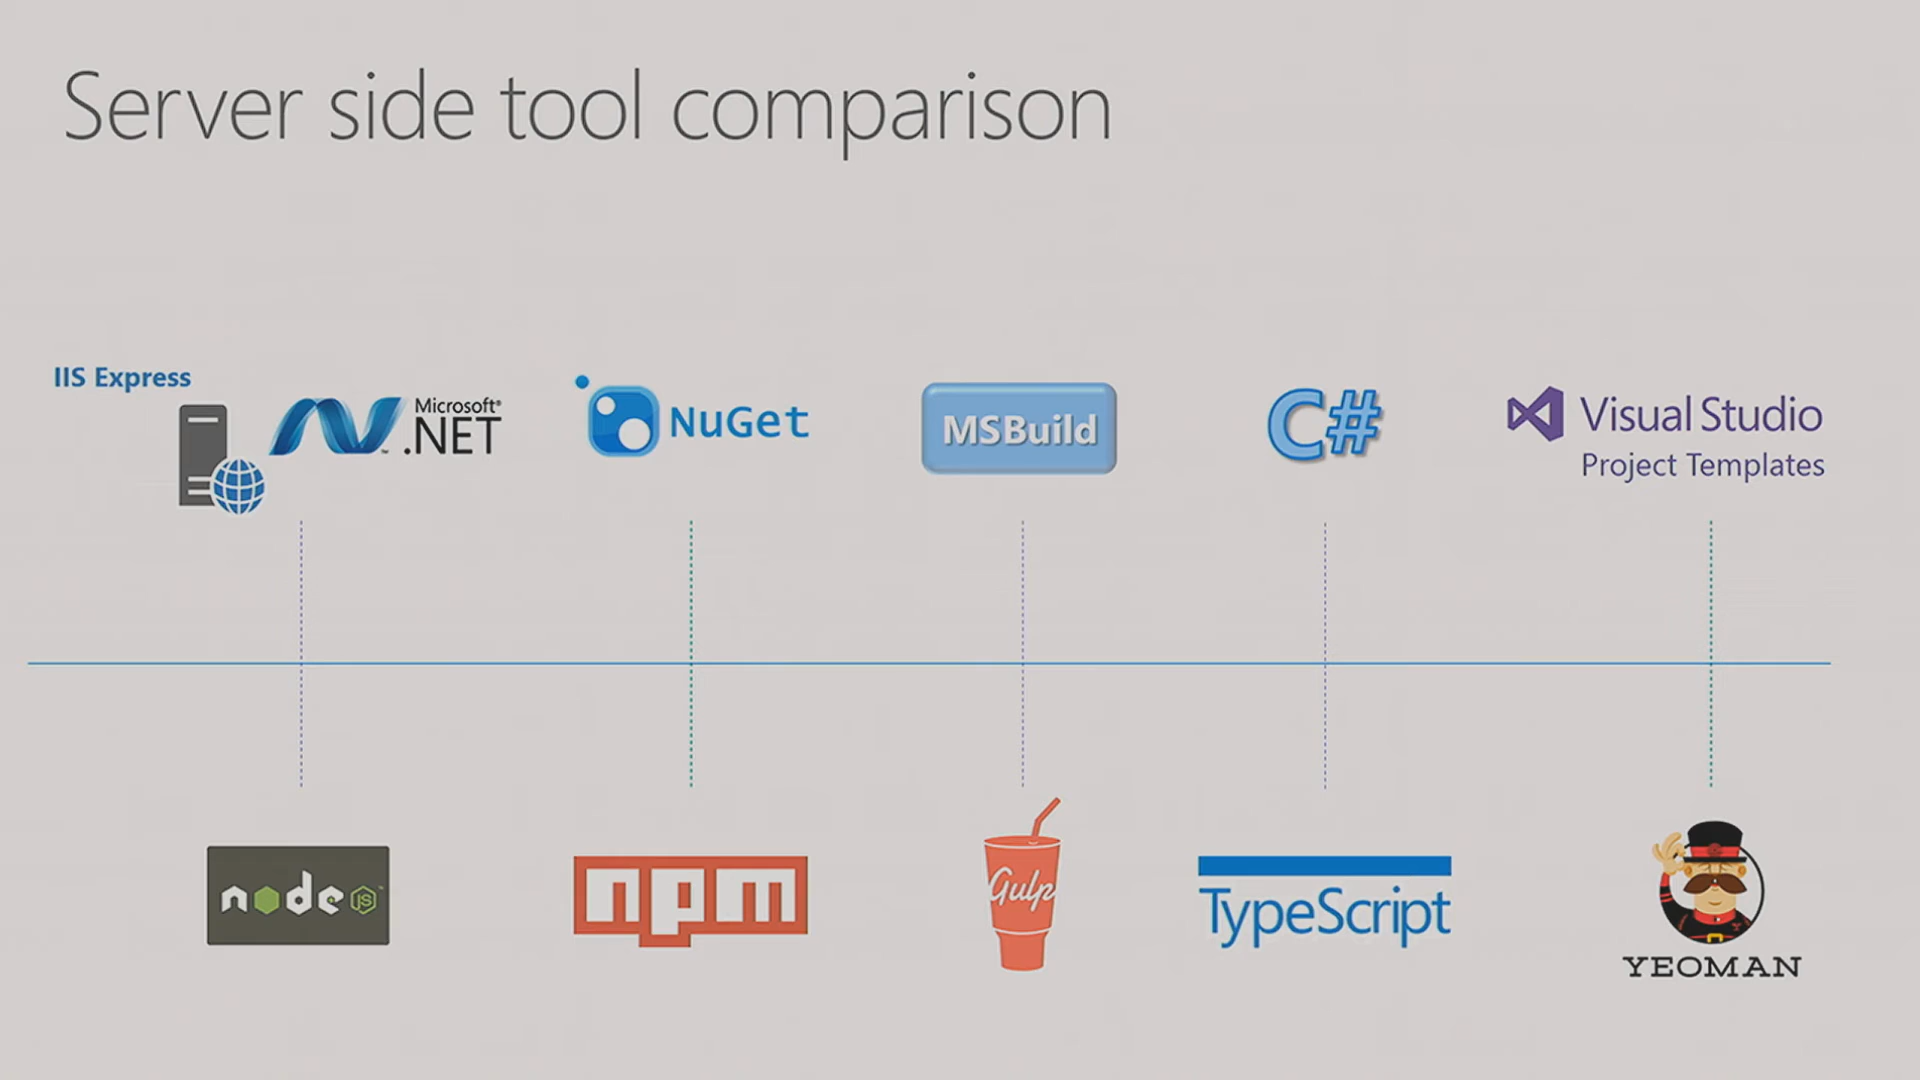 Server side tool comparison
IIS Express
Microsoft®
.NET
NuGet
MSBuild
C#
Visual Studio
Project Templates
node JS™
npm
Gulp
TypeScript
YEOMAN